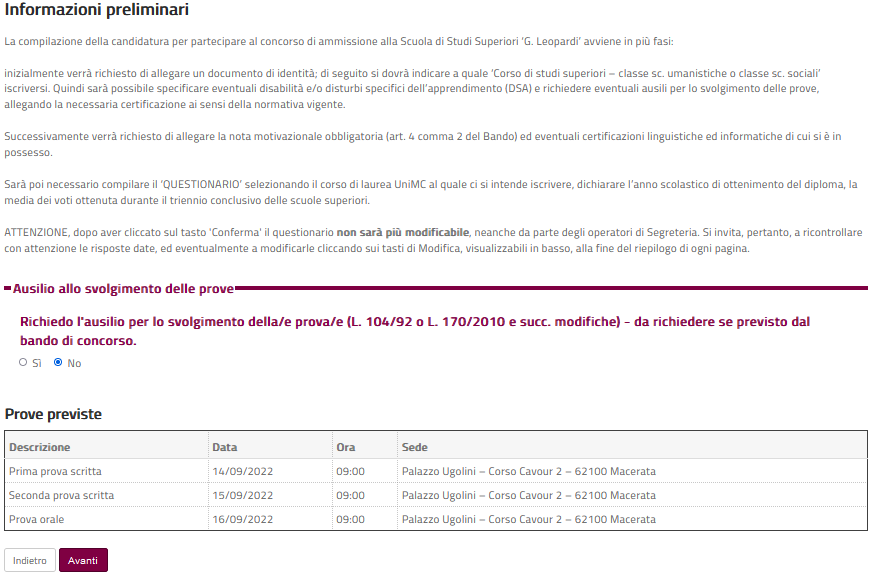 Informazioni preliminari
La compilazione della candidatura per partecipare al concorso di ammissione alla Scuola di Studi Superiori 'G. Leopardi' avviene in più fasi:
inizialmente verrà richiesto di allegare un documento di identità; di seguito si dovrà indicare a quale 'Corso di studi superiori – classe sc. umanistiche o classe sc. sociali'
iscriversi. Quindi sarà possibile specificare eventuali disabilità e/o disturbi specifici dell'apprendimento (DSA) e richiedere eventuali ausili per lo svolgimento delle prove,
allegando la necessaria certificazione ai sensi della normativa vigente.
Successivamente verrà richiesto di allegare la nota motivazionale obbligatoria (art. 4 comma 2 del Bando) ed eventuali certificazioni linguistiche ed informatiche di cui si è in
possesso.
Sarà poi necessario compilare il 'QUESTIONARIO' selezionando il corso di laurea UniMC al quale ci si intende iscrivere, dichiarare l'anno scolastico di ottenimento del diploma, la
media dei voti ottenuta durante il triennio conclusivo delle scuole superiori.
ATTENZIONE, dopo aver cliccato sul tasto 'Conferma' il questionario non sarà più modificabile, neanche da parte degli operatori di Segreteria. Si invita, pertanto, a ricontrollare
con attenzione le risposte date, ed eventualmente a modificarle cliccando sui tasti di Modifica, visualizzabili in basso, alla fine del riepilogo di ogni pagina.
Ausilio allo svolgimento delle prove
Richiedo l'ausilio per lo svolgimento della/e prova/e (L. 104/92 o L. 170/2010 e succ. modifiche) - da richiedere se previsto dal
bando di concorso.
Sì No
Prove previste
Descrizione Data Ora Sede
Prima prova scritta 14/09/2022 09:00 Palazzo Ugolini – Corso Cavour 2 – 62100 Macerata
Seconda prova scritta 15/09/2022 09:00 Palazzo Ugolini – Corso Cavour 2 – 62100 Macerata
Prova orale 16/09/2022 09:00 Palazzo Ugolini – Corso Cavour 2 – 62100 Macerata
Indietro Avanti